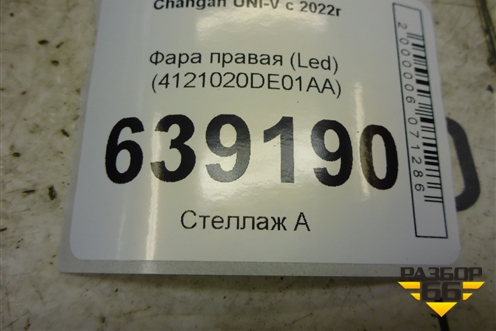 Changan UNI-V с 2022г
Фара правая (Led)
(4121020DE01AA)
639190
Стеллаж А
2000006071286
РАЗБОР
66